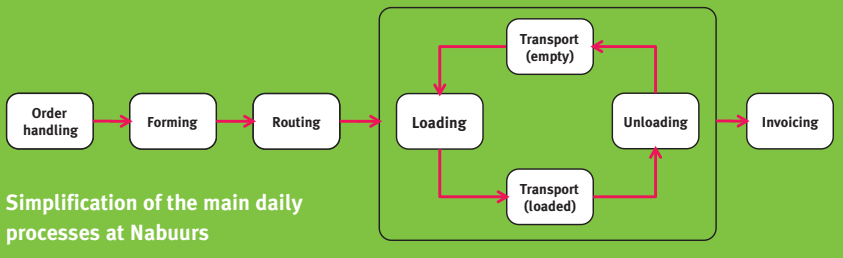 Order
handling
Forming
Routing
Loading
Transport
(empty)
Transport
(loaded)
Unloading
Invoicing
Simplification of the main daily
processes at Nabuurs